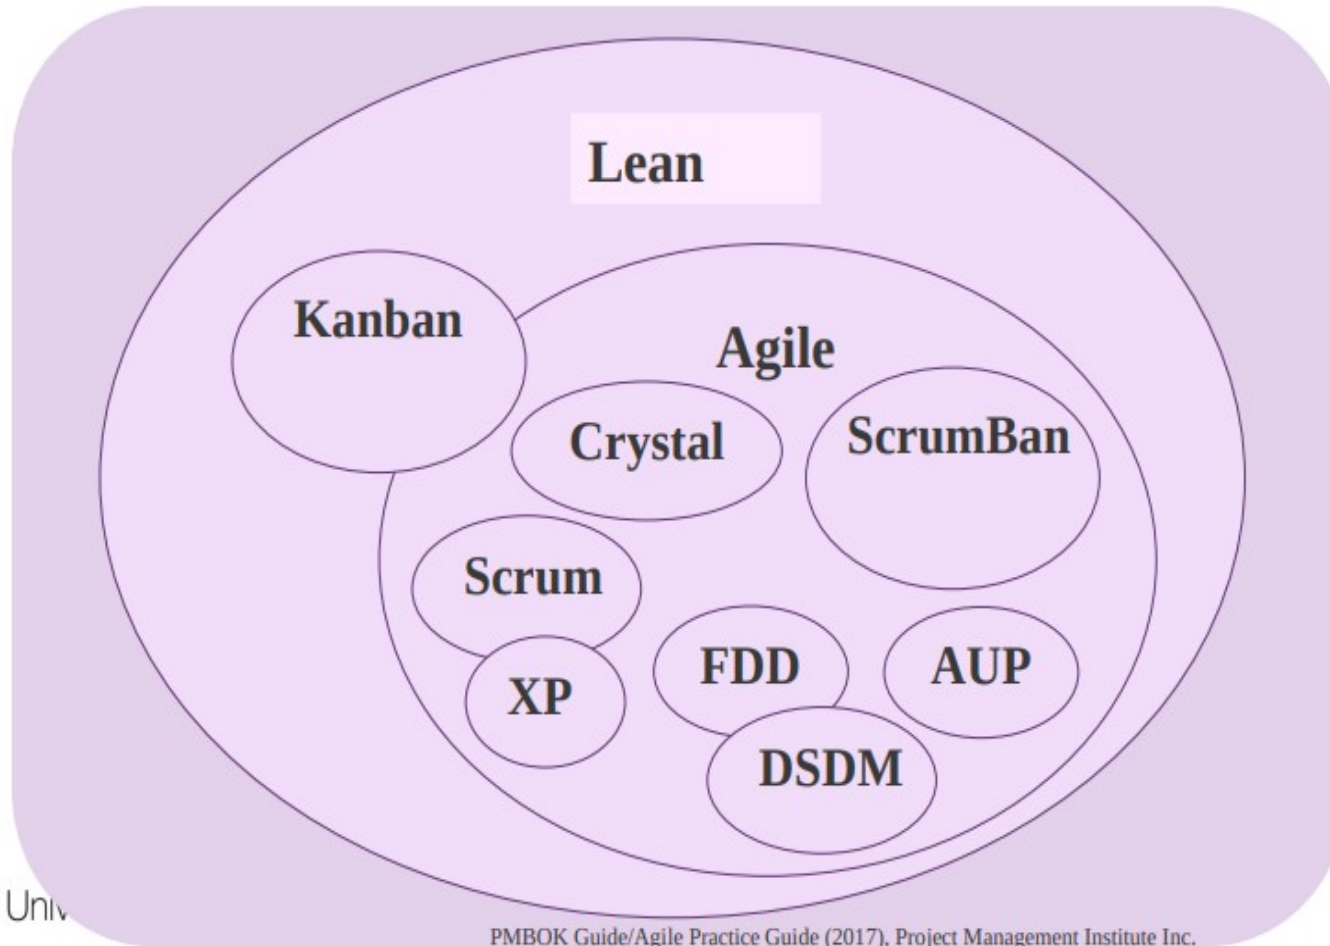 Lean
Kanban
Agile
Crystal
ScrumBan
Scrum
FDD
AUP
XP
DSDM
Univ
PMBOK Guide/Agile Practice Guide (2017), Project Management Institute Inc.